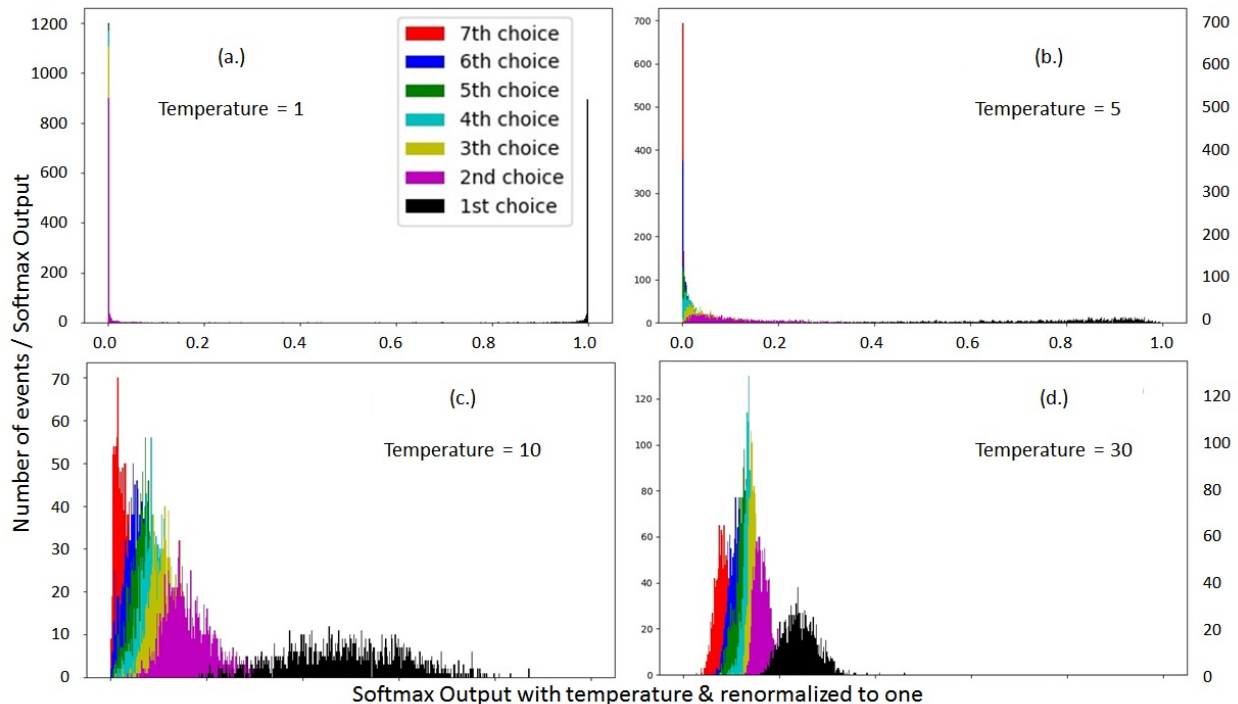 Number of events / Softmax Output
1200
1000
800
600
400
200
0
(a.)
Temperature = 1
7th choice
6th choice
5th choice
4th choice
3th choice
2nd choice
1st choice
0.0 0.2 0.4 0.6 0.8 1.0
700
600
500
400
300
200
100
0
(b.)
Temperature = 5
700
600
500
400
300
200
100
0
0.0 0.2 0.4 0.6 0.8 1.0
70
60
50
40
30
20
10
0
(c.)
Temperature = 10
120
100
80
60
40
20
0
(d.)
Temperature = 30
120
100
80
60
40
20
0
Softmax Output with temperature & renormalized to one